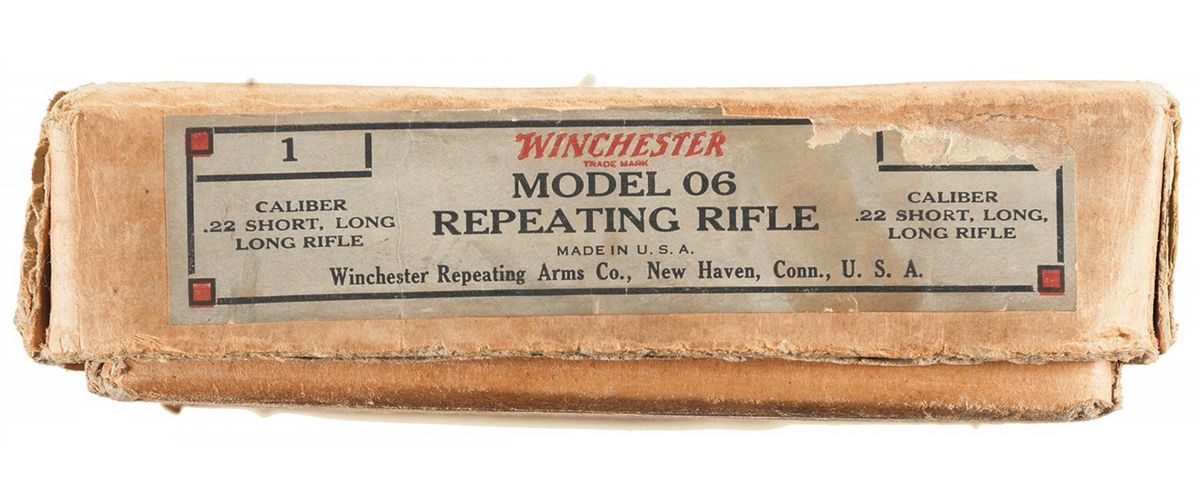 1
WINCHESTER
TRADE MARK
MODEL 06
REPEATING RIFLE
MADE IN U. S. A.
Winchester Repeating Arms Co., New Haven, Conn., U. S. A.
CALIBER
.22 SHORT, LONG
LONG RIFLE
CALIBER
.22 SHORT, LONG,
LONG RIFLE